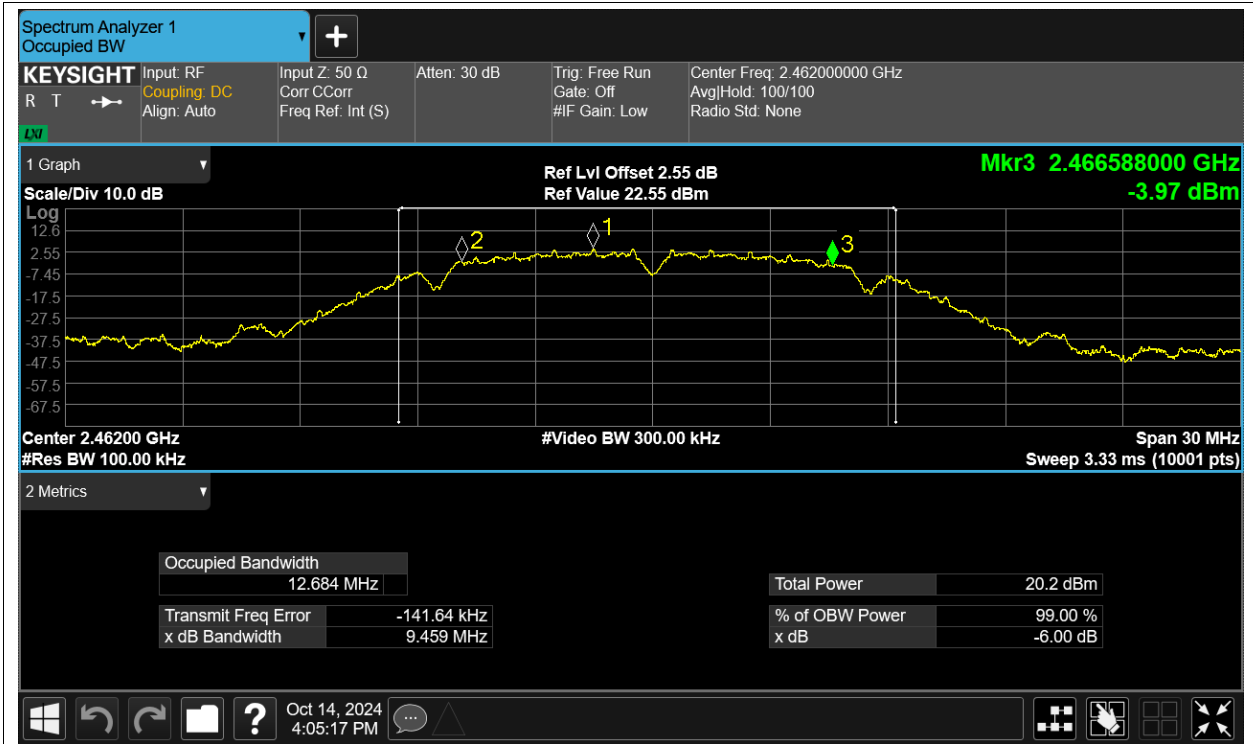 Spectrum Analyzer 1
Occupied BW
KEYSIGHT
R T
LXI
Input: RF
Coupling: DC
Align: Auto
Input Z: 50 Ω
Corr CCorr
Freq Ref: Int (S)
Atten: 30 dB
Trig: Free Run
Gate: Off
#IF Gain: Low
Center Freq: 2.462000000 GHz
Avg|Hold: 100/100
Radio Std: None
1 Graph
Scale/Div 10.0 dB
Ref Lvl Offset 2.55 dB
Ref Value 22.55 dBm
Mkr3 2.466588000 GHz
-3.97 dBm
Log
12.6
2.55
-7.45
-17.5
-27.5
-37.5
-47.5
-57.5
-67.5
2
1
3
Center 2.46200 GHz
#Res BW 100.00 kHz
#Video BW 300.00 kHz
Span 30 MHz
Sweep 3.33 ms (10001 pts)
2 Metrics
Occupied Bandwidth
12.684 MHz
Transmit Freq Error -141.64 kHz
x dB Bandwidth 9.459 MHz
Total Power 20.2 dBm
% of OBW Power 99.00 %
x dB -6.00 dB
?
Oct 14, 2024
4:05:17 PM